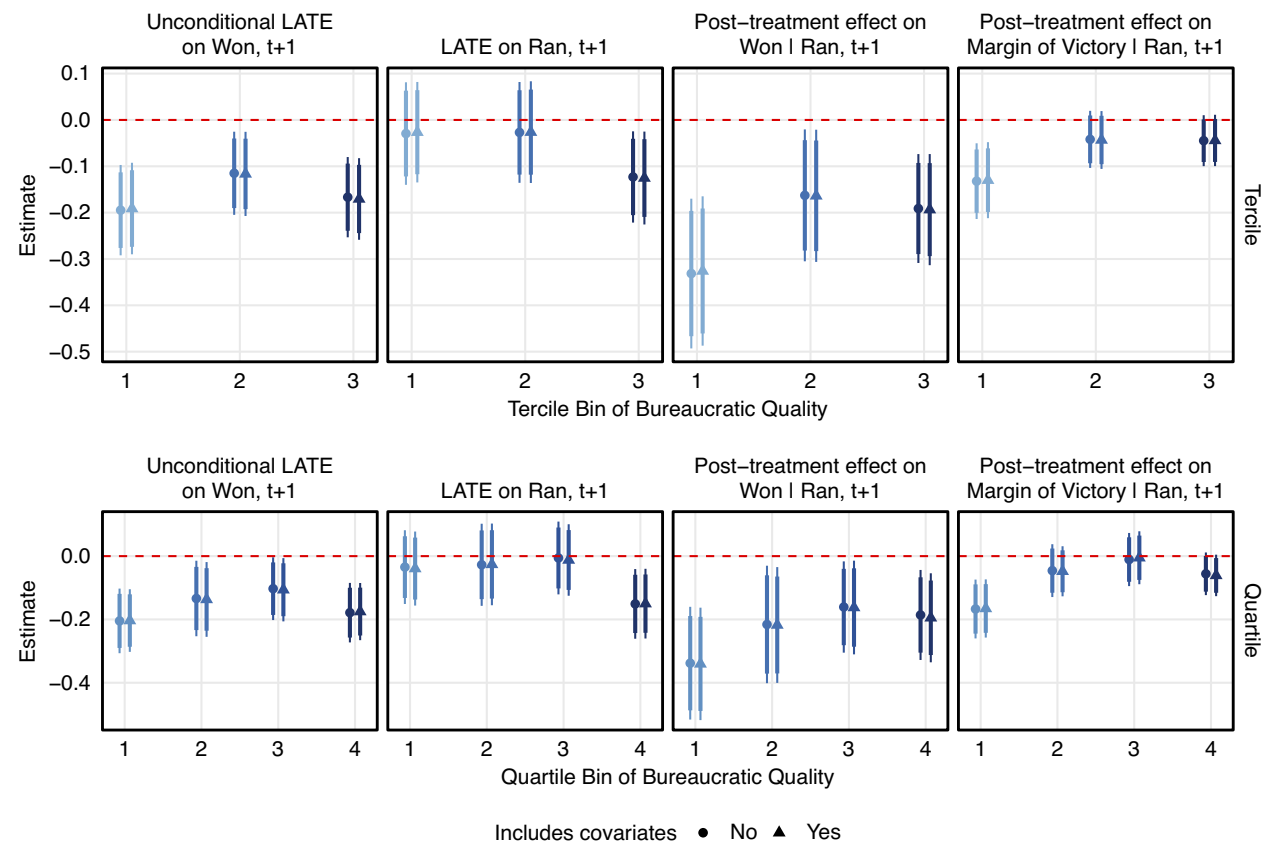 Unconditional LATE
on Won, t+1
LATE on Ran, t+1
Post−treatment effect on
Won | Ran, t+1
Post−treatment effect on
Margin of Victory | Ran, t+1
0.1
0.0
−0.1
−0.2
−0.3
−0.4
−0.5
Estimate
Tercile
1 2 3 1 2 3 1 2 3 1 2 3
Tercile Bin of Bureaucratic Quality
Unconditional LATE
on Won, t+1
LATE on Ran, t+1
Post−treatment effect on
Won | Ran, t+1
Post−treatment effect on
Margin of Victory | Ran, t+1
0.0
−0.2
−0.4
Estimate
Quartile
1 2 3 4 1 2 3 4 1 2 3 4 1 2 3 4
Quartile Bin of Bureaucratic Quality
Includes covariates No Yes